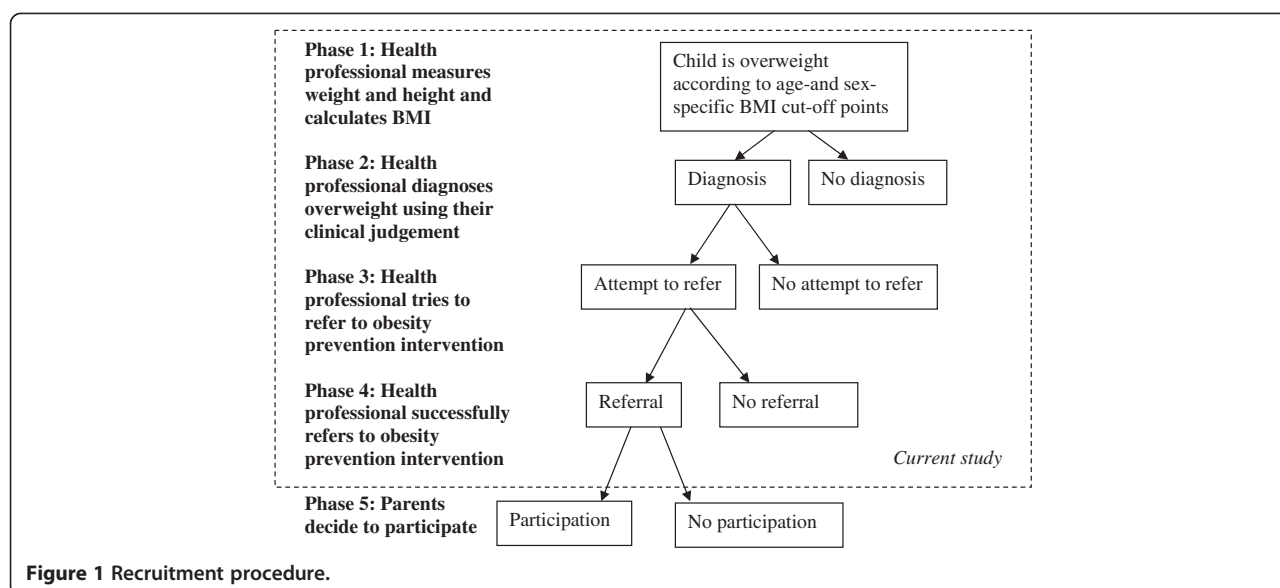 Phase 1: Health
professional measures
weight and height and
calculates BMI
Child is overweight
according to age-and sex-
specific BMI cut-off points
Phase 2: Health
professional diagnoses
overweight using their
clinical judgement
Diagnosis
No diagnosis
Phase 3: Health
professional tries to
refer to obesity
prevention intervention
Attempt to refer
No attempt to refer
Phase 4: Health
professional successfully
refers to obesity
prevention intervention
Referral
No referral
Current study
Phase 5: Parents
decide to participate
Participation
No participation
Figure 1 Recruitment procedure.